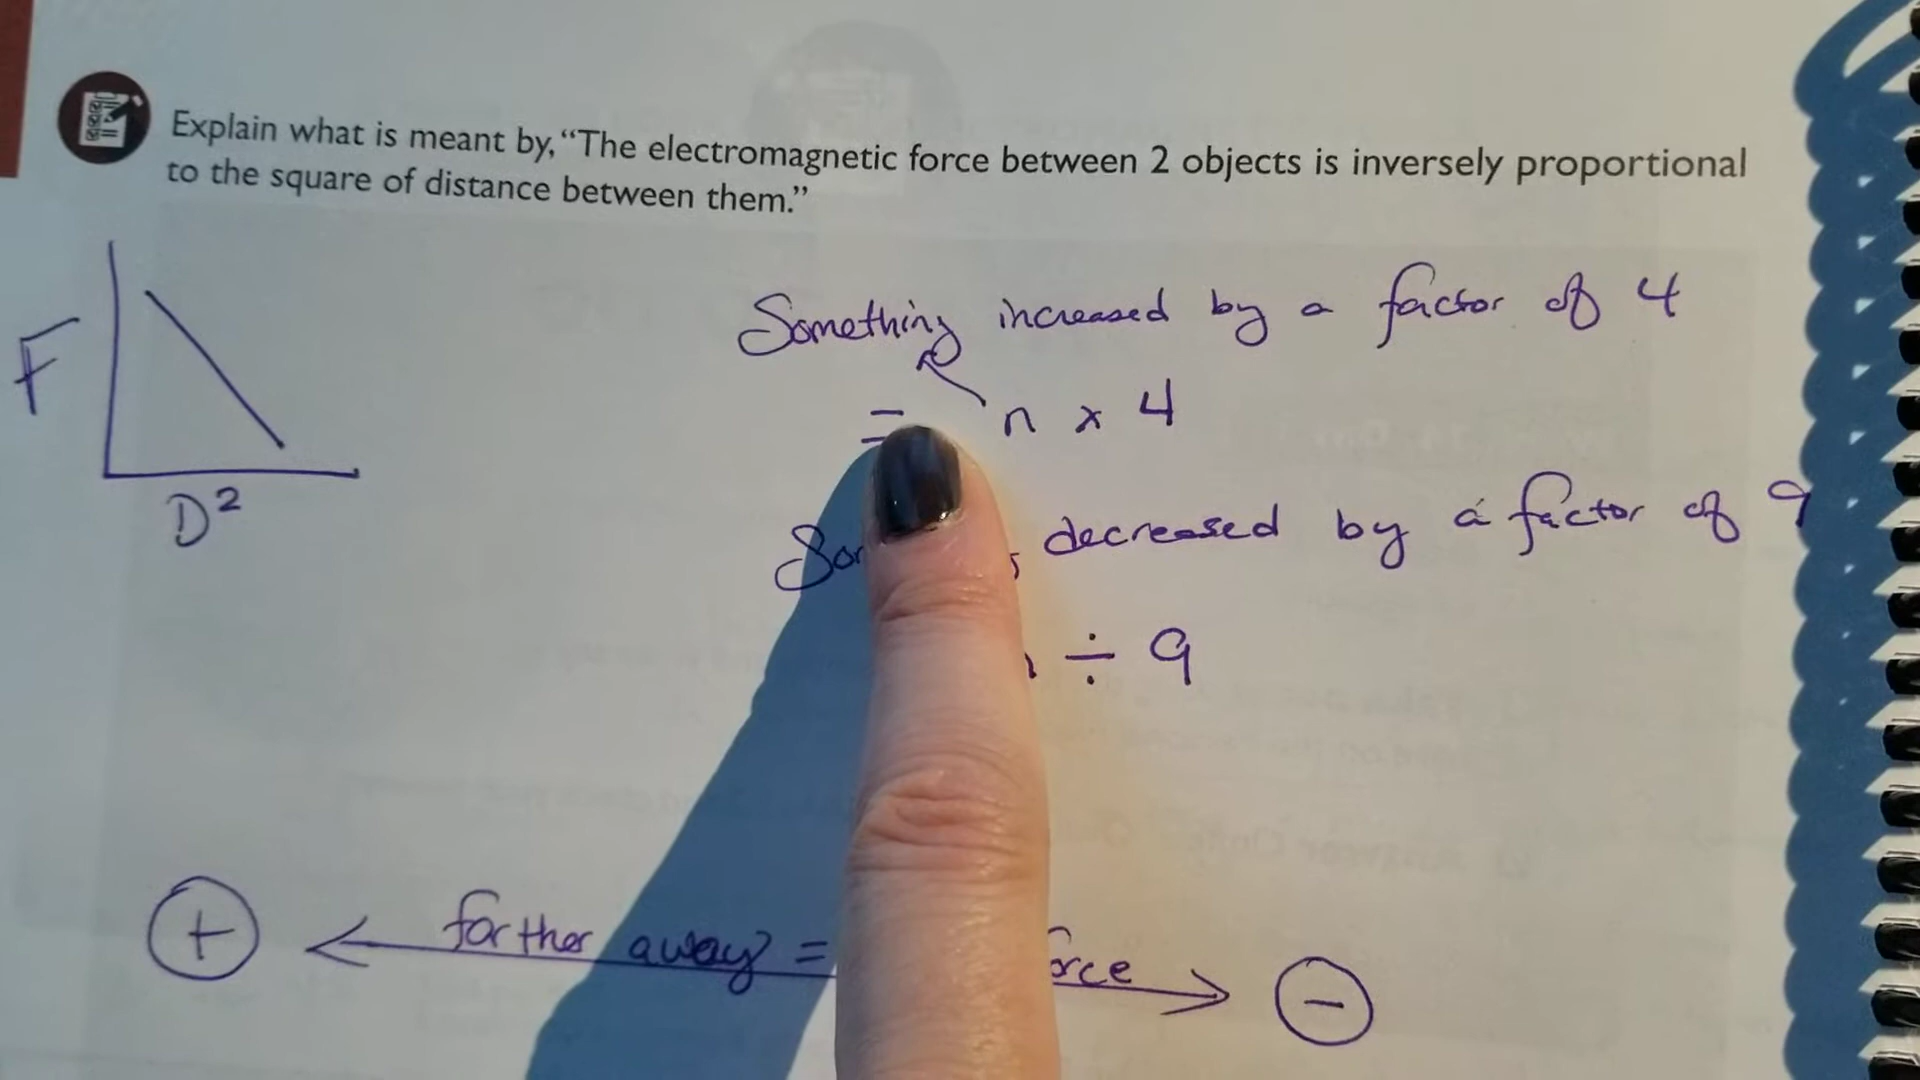 Explain what is meant by, “The electromagnetic force between 2 objects is inversely proportional
to the square of distance between them.”
F
D²
Something increased by a factor of 4
= n x 4
decreased by a factor of 9
÷ 9
+
farther away =
-